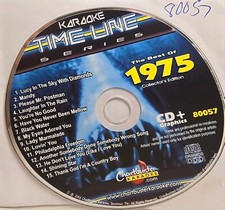 80057
KARAOKE
TIME-LINE
SERIES
The Best Of
1975
Collector's Edition
1. Lucy In The Sky With Diamonds
2. Mandy
3. Please Mr. Postman
4. Laughter In The Rain
5. You're No Good
6. Have You Never Been Mellow
7. Black Water
8. My Eyes Adored You
9. Lady Marmalade
10. Lovin' You
11. Philadelphia Freedom
12. Another Somebody Done Somebody Wrong Song
13. He Don't Love You (Like I Love You)
14. Shining Star
15. Thank God I'm A Country Boy
CD+
Graphics
80057
Chartbuster
KARAOKE